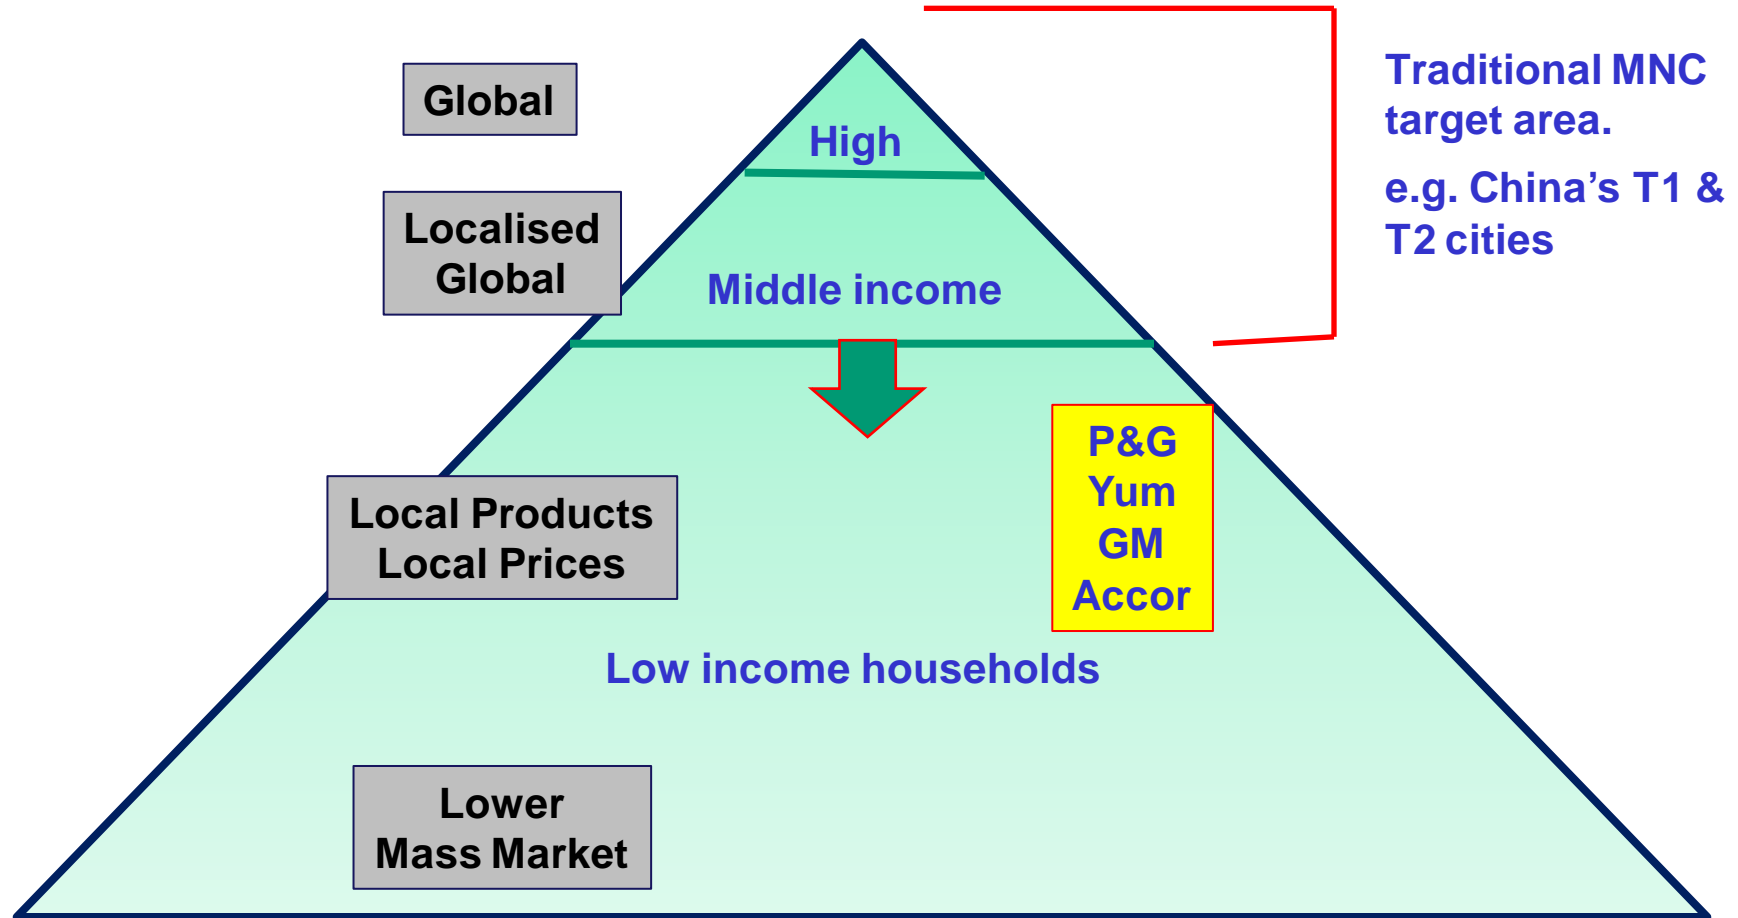 Global
Traditional MNC
target area.
e.g. China's T1 &
T2 cities
High
Localised
Global
Middle income
P&G
Yum
GM
Accor
Local Products
Local Prices
Low income households
Lower
Mass Market